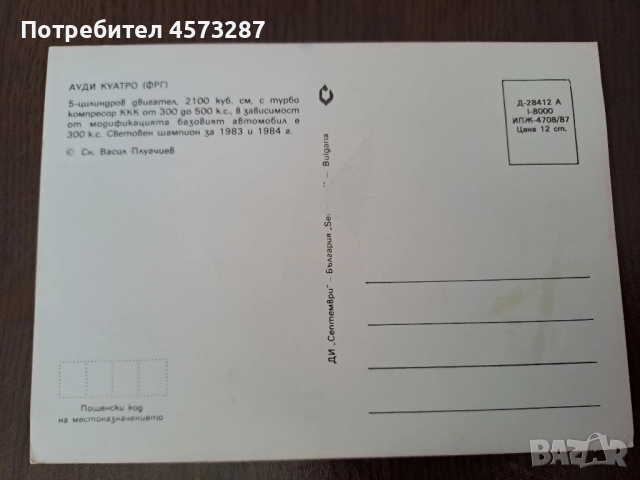 Потребител 4573287
АУДИ КУАТРО (ФРГ)
5-цилиндров двигател, 2100 куб. см, с турбо
компресор ККК от 300 до 500 к.с., в зависимост
от модификацията базовият автомобил е
300 к.с. Световен шампион за 1983 и 1984 г.
© Сн. Васил Плугчиев
ДИ „Септември" – България „Se – Bulgaria
Д-28412 А
I-8000
ИПЖ-4708/87
Цена 12 ст.
Пощенски код
на местоназначението
BAZAR